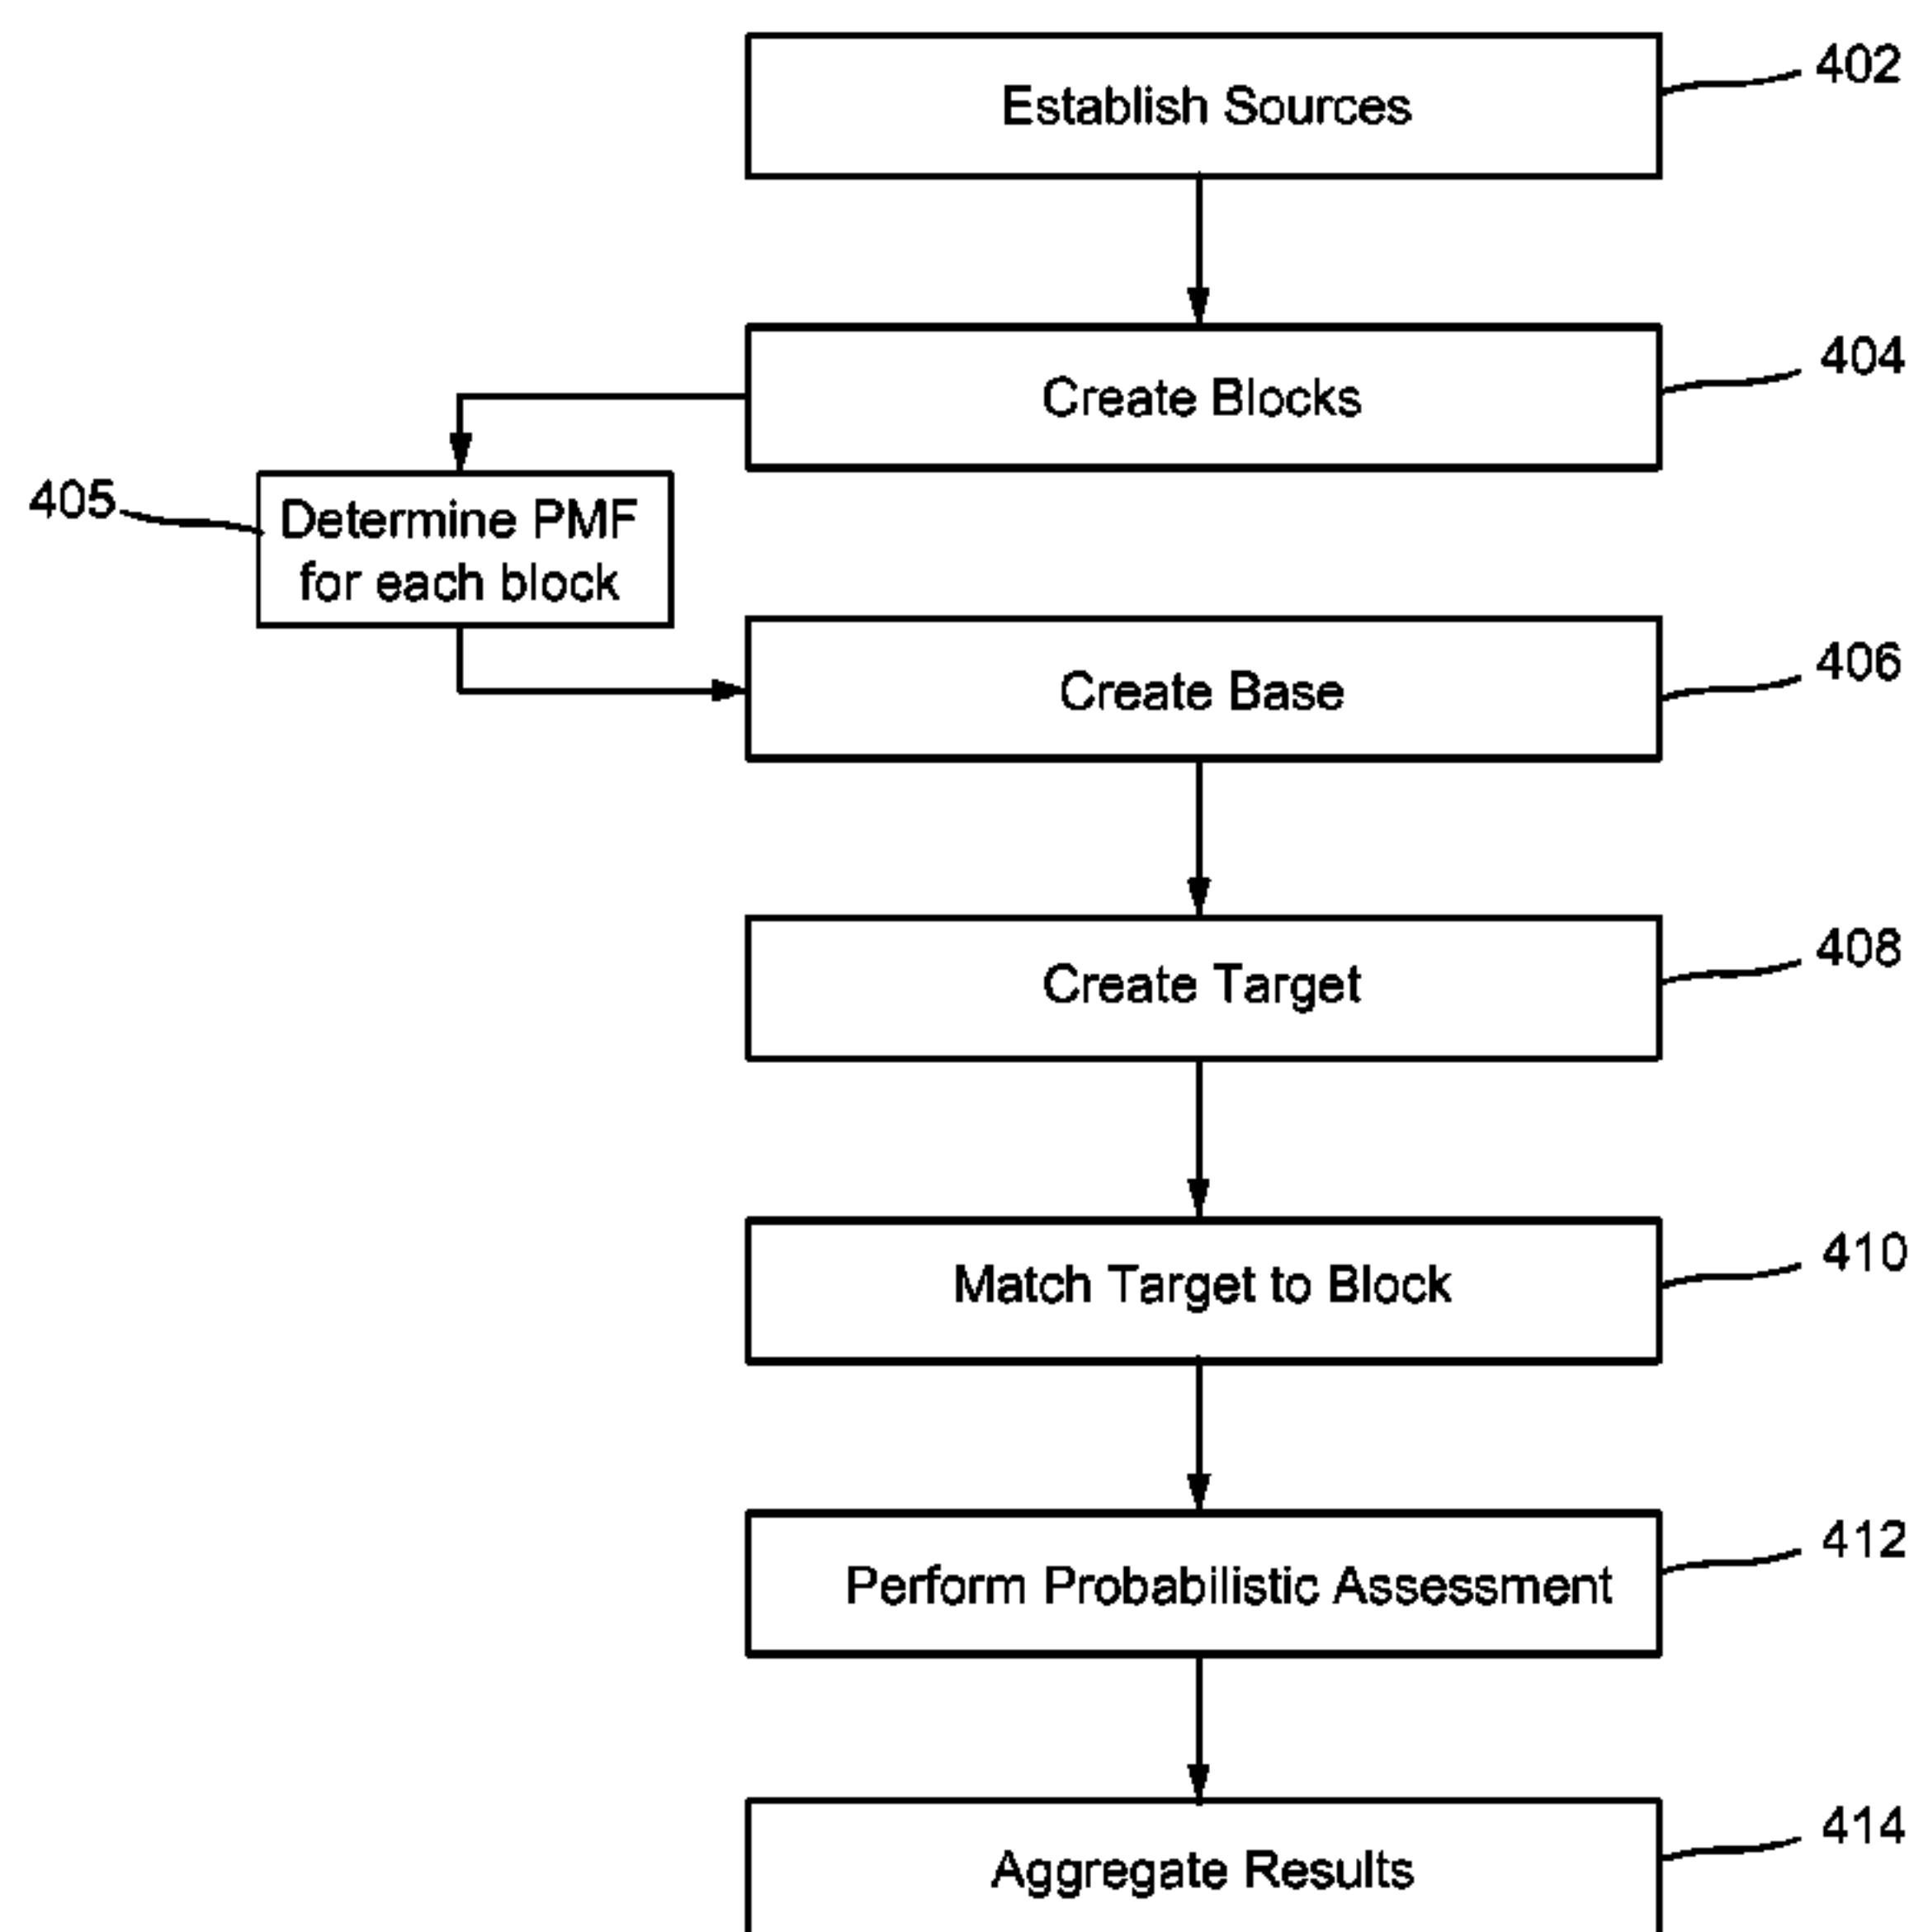 Establish Sources
402
Create Blocks
404
405
Determine PMF
for each block
Create Base
406
Create Target
408
Match Target to Block
410
Perform Probabilistic Assessment
412
Aggregate Results
414